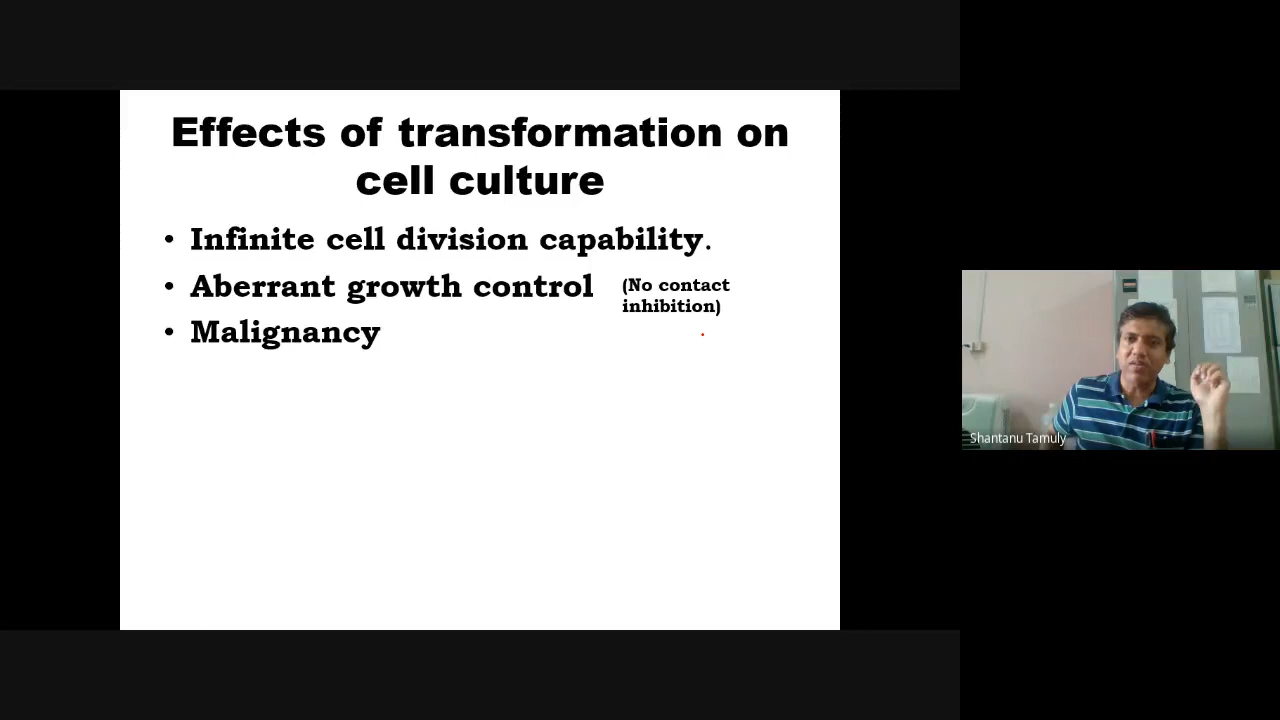 Effects of transformation on
cell culture
• Infinite cell division capability.
• Aberrant growth control (No contact
inhibition)
• Malignancy
Shantanu Tamuly